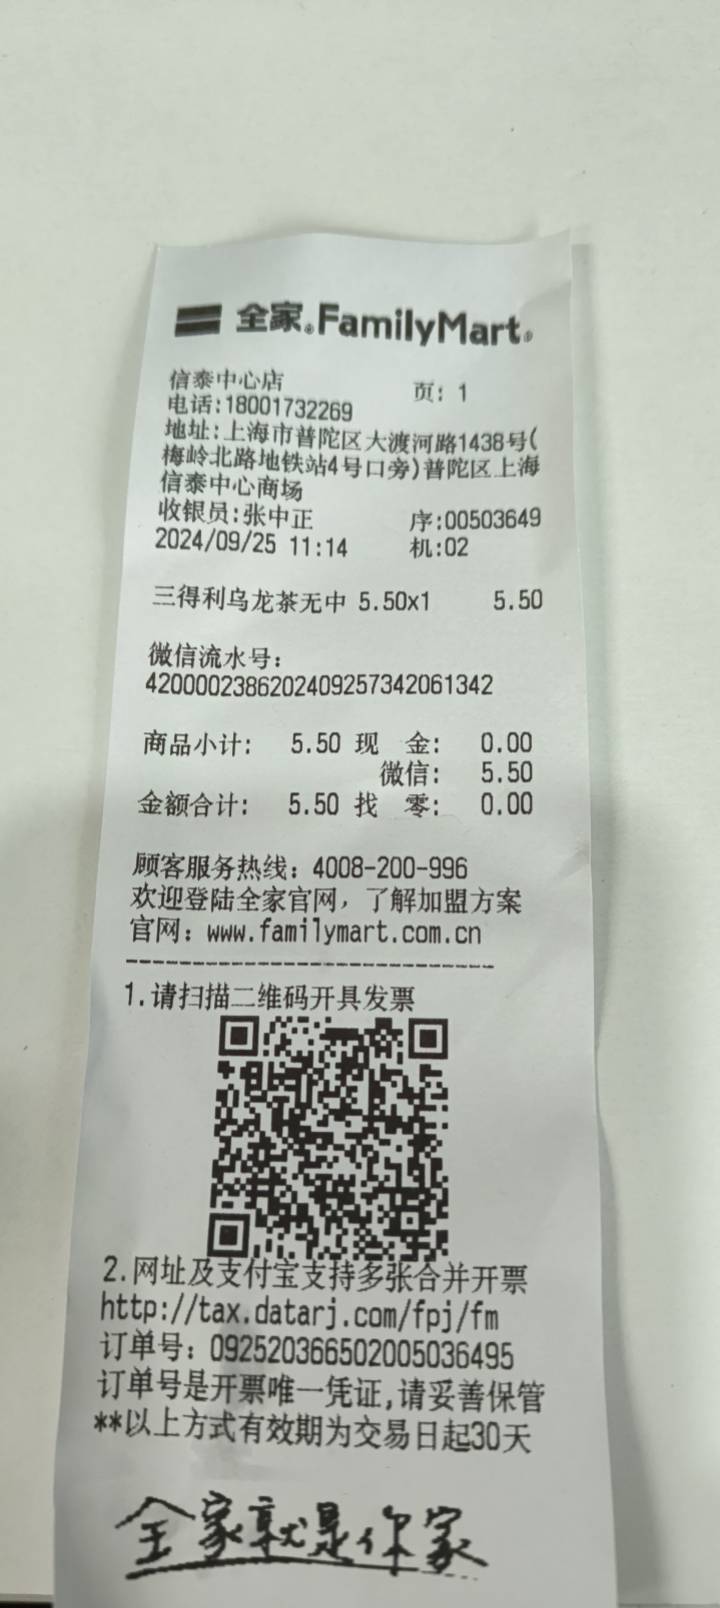 全家®FamilyMart®
信泰中心店 页: 1
电话:18001732269
地址:上海市普陀区大渡河路1438号(
梅岭北路地铁站4号口旁)普陀区上海
信泰中心商场
收银员:张中正 序:00503649
2024/09/25 11:14 机:02
三得利乌龙茶无中 5.50x1 5.50
微信流水号:
4200002386202409257342061342
商品小计: 5.50 现 金: 0.00
微信: 5.50
金额合计: 5.50 找 零: 0.00
顾客服务热线: 4008-200-996
欢迎登陆全家官网，了解加盟方案
官网: www.familymart.com.cn
1.请扫描二维码开具发票
2.网址及支付宝支持多张合并开票
http://tax.datarj.com/fpj/fm
订单号: 092520366502005036495
订单号是开票唯一凭证,请妥善保管
**以上方式有效期为交易日起30天
全家就是你家